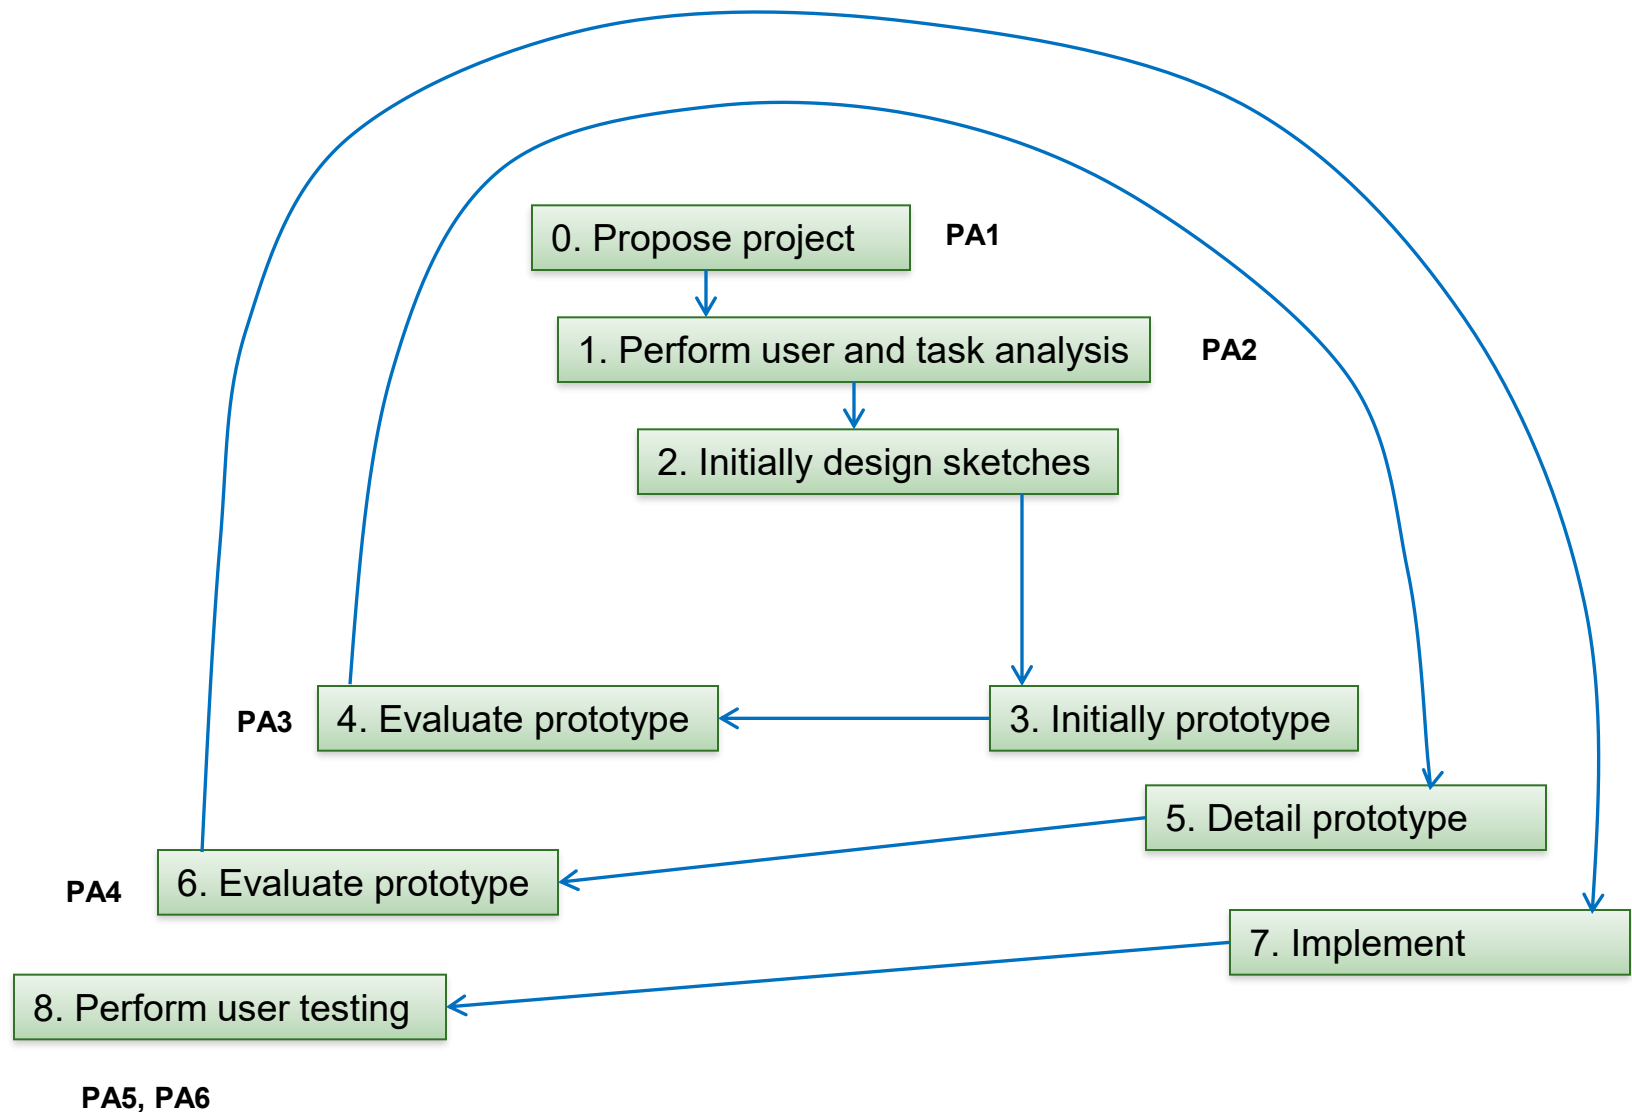 0. Propose project
PA1
1. Perform user and task analysis
PA2
2. Initially design sketches
PA3
4. Evaluate prototype
3. Initially prototype
5. Detail prototype
PA4
6. Evaluate prototype
7. Implement
8. Perform user testing
PA5, PA6